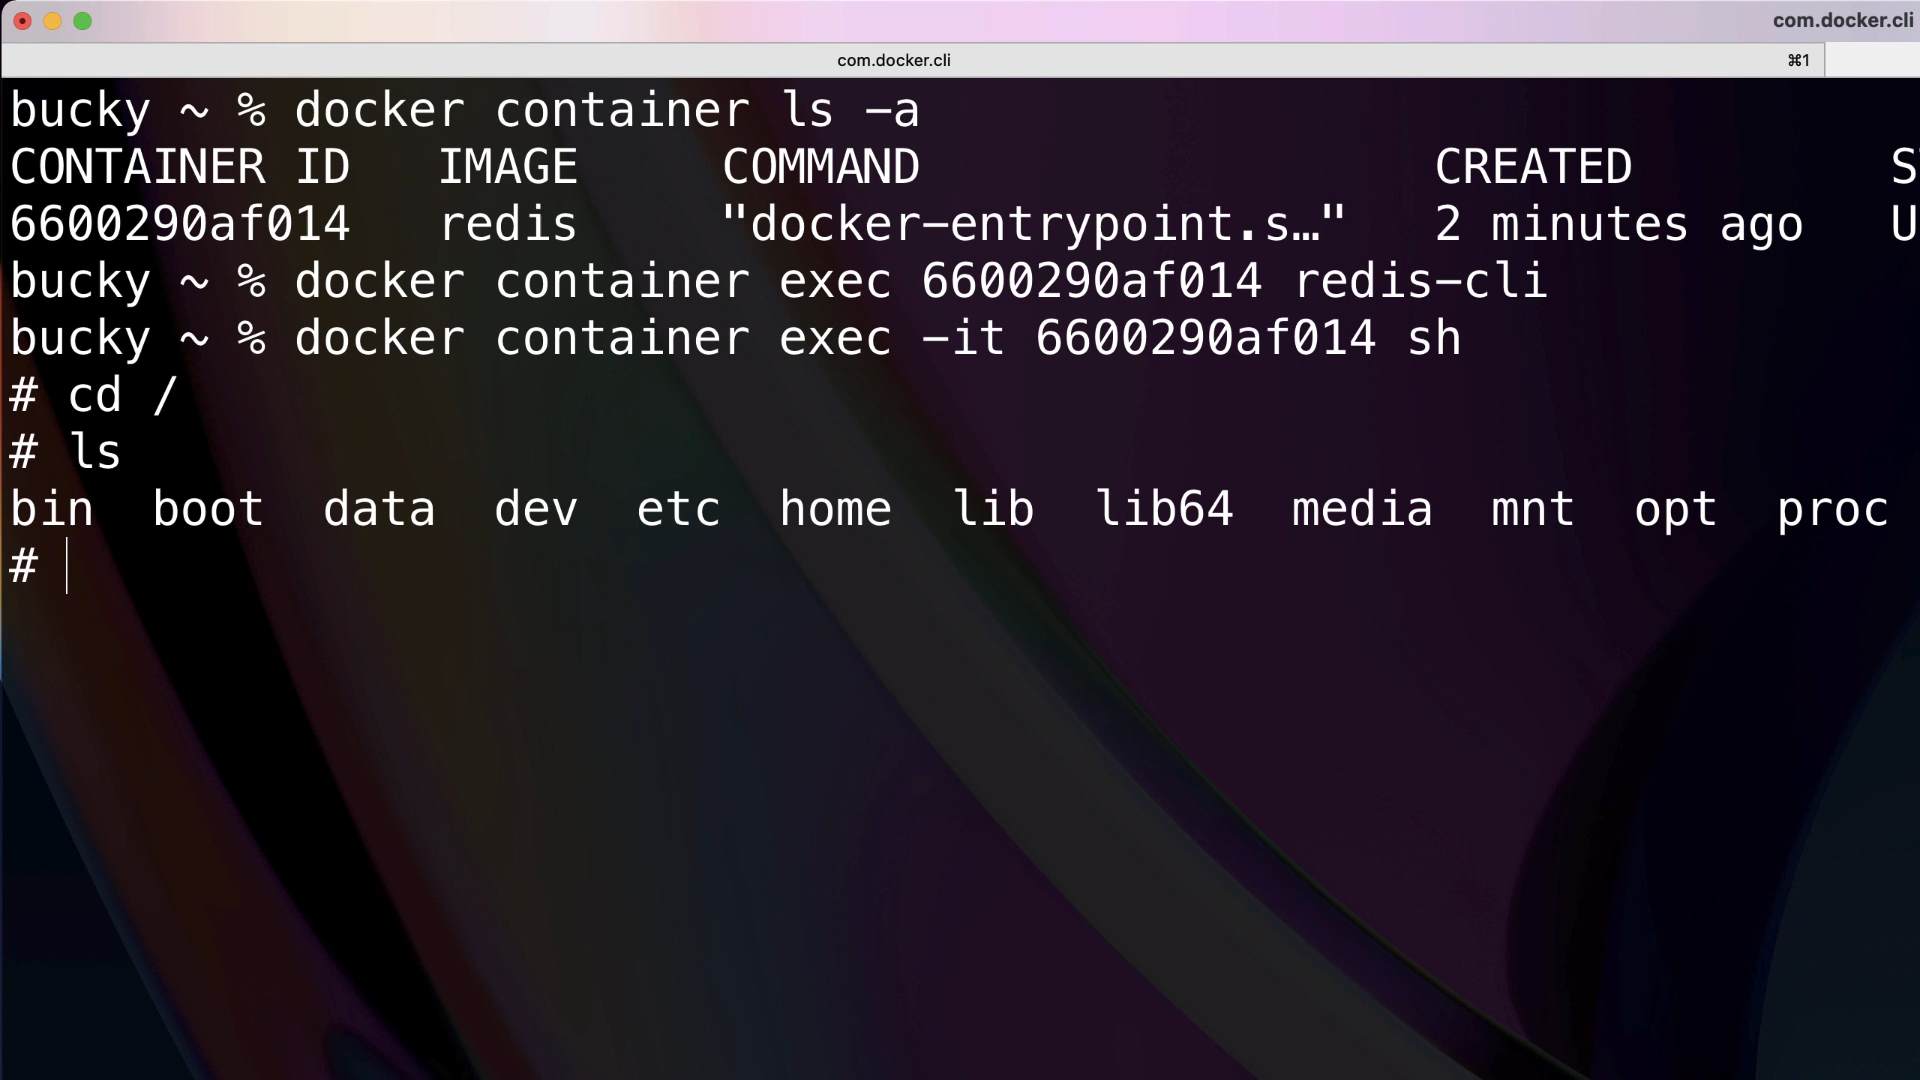 com.docker.cli
com.docker.cli ⌘1
bucky ~ % docker container ls -a
CONTAINER ID IMAGE COMMAND CREATED
6600290af014 redis "docker-entrypoint.s…" 2 minutes ago
bucky ~ % docker container exec 6600290af014 redis-cli
bucky ~ % docker container exec -it 6600290af014 sh
# cd /
# ls
bin boot data dev etc home lib lib64 media mnt opt proc
#